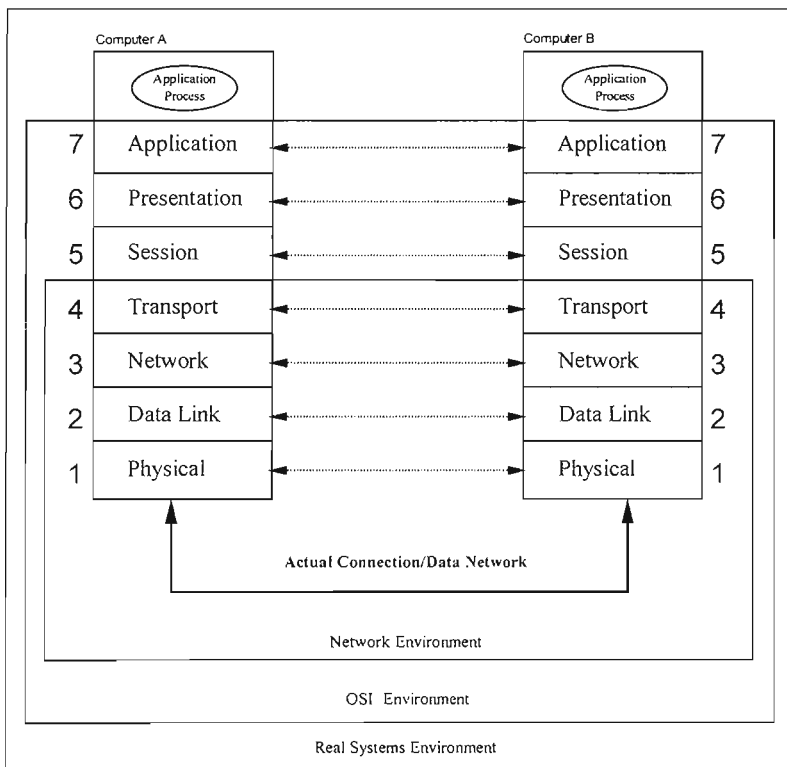 Computer A Computer B
Application Application
Process Process
7 Application Application 7
6 Presentation Presentation 6
5 Session Session 5
4 Transport Transport 4
3 Network Network 3
2 Data Link Data Link 2
1 Physical Physical 1
Actual Connection/Data Network
Network Environment
OSI Environment
Real Systems Environment